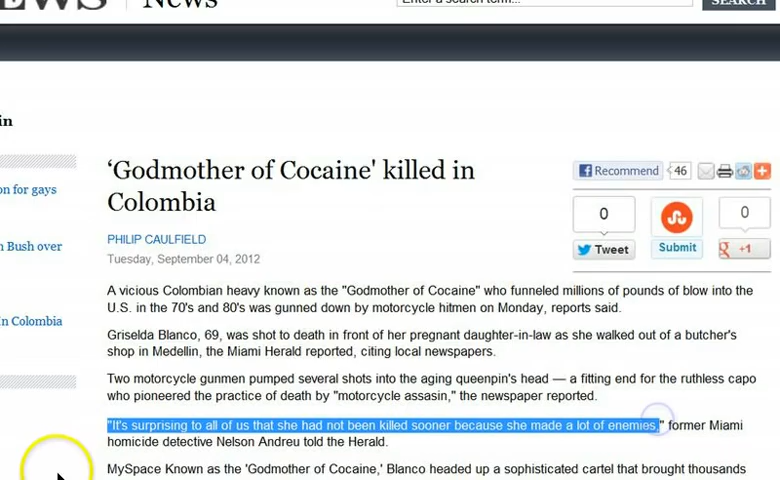 News
Enter a search term...
SEARCH
in
on for gays
n Bush over
In Colombia
‘Godmother of Cocaine' killed in
Colombia
PHILIP CAULFIELD
Tuesday, September 04, 2012
Recommend 46
0
0
Tweet
Submit
+1
A vicious Colombian heavy known as the "Godmother of Cocaine" who funneled millions of pounds of blow into the
U.S. in the 70's and 80's was gunned down by motorcycle hitmen on Monday, reports said.
Griselda Blanco, 69, was shot to death in front of her pregnant daughter-in-law as she walked out of a butcher's
shop in Medellin, the Miami Herald reported, citing local newspapers.
Two motorcycle gunmen pumped several shots into the aging queenpin's head — a fitting end for the ruthless capo
who pioneered the practice of death by "motorcycle assasin," the newspaper reported.
"It's surprising to all of us that she had not been killed sooner because she made a lot of enemies," former Miami
homicide detective Nelson Andreu told the Herald.
MySpace Known as the 'Godmother of Cocaine,' Blanco headed up a sophisticated cartel that brought thousands